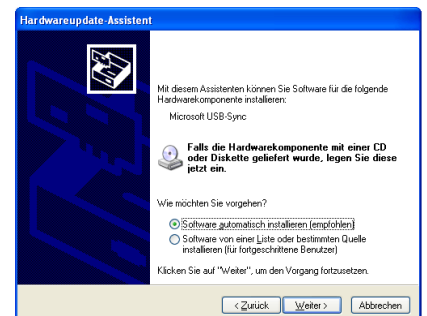 Hardwareupdate-Assistent
Mit diesem Assistenten können Sie Software für die folgende
Hardwarekomponente installieren:
Microsoft USB-Sync
Falls die Hardwarekomponente mit einer CD
oder Diskette geliefert wurde, legen Sie diese
jetzt ein.
Wie möchten Sie vorgehen?
Software automatisch installieren (empfohlen)
Software von einer Liste oder bestimmten Quelle
installieren (für fortgeschrittene Benutzer)
Klicken Sie auf "Weiter", um den Vorgang fortzusetzen.
< Zurück Weiter > Abbrechen